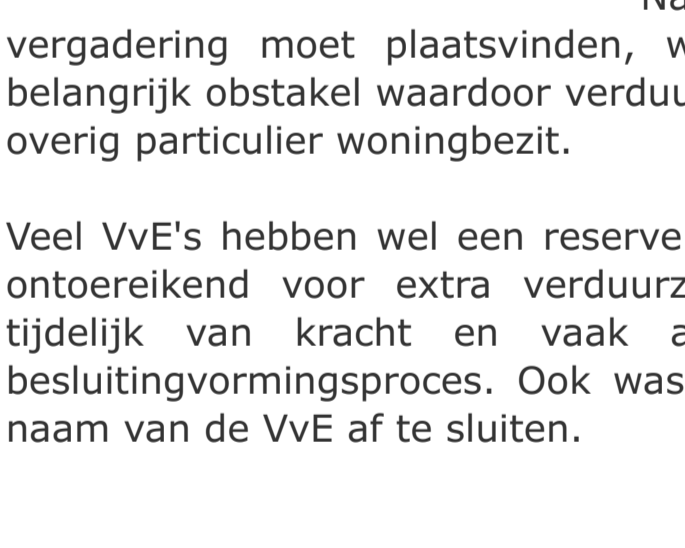 vergadering moet plaatsvinden,
belangrijk obstakel waardoor
overig particulier woningbezit.
Veel VvE's hebben wel een reserve
ontoereikend voor extra
tijdelijk van kracht en vaak
besluitingvormingsproces. Ook was
naam van de VvE af te sluiten.